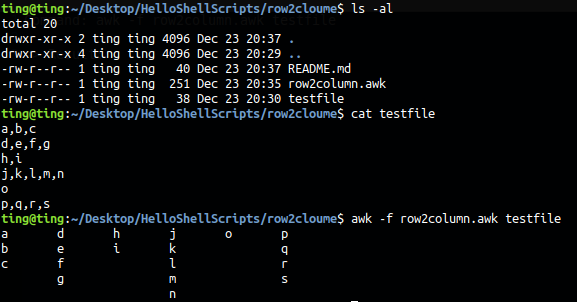 ting@ting:~/Desktop/HelloShellScripts/row2cloume$ ls -al
total 20
drwxr-xr-x 2 ting ting 4096 Dec 23 20:37 .
drwxr-xr-x 4 ting ting 4096 Dec 23 20:29 ..
-rw-r--r-- 1 ting ting   40 Dec 23 20:37 README.md
-rw-r--r-- 1 ting ting  251 Dec 23 20:35 row2column.awk
-rw-r--r-- 1 ting ting   38 Dec 23 20:30 testfile
ting@ting:~/Desktop/HelloShellScripts/row2cloume$ cat testfile
a,b,c
d,e,f,g
h,i
j,k,l,m,n
o
p,q,r,s
ting@ting:~/Desktop/HelloShellScripts/row2cloume$ awk -f row2column.awk testfile
a       d       h       j       o       p
b       e       i       k               q
c       f               l               r
        g               m               s
                        n